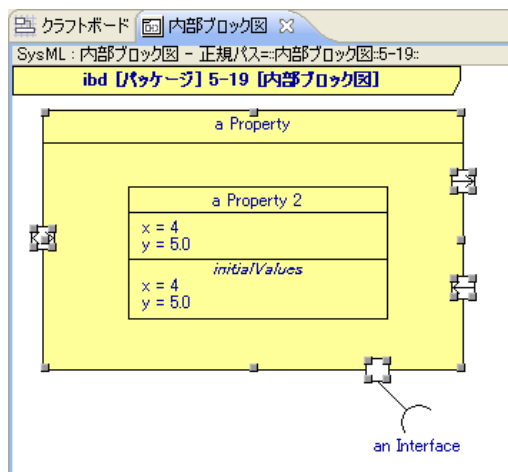 クラフトボード 内部ブロック図
SysML : 内部ブロック図 - 正規パス=::内部ブロック図::5-19::
ibd [パッケージ] 5-19 [内部ブロック図]
a Property
a Property 2
x = 4
y = 5.0
initialValues
x = 4
y = 5.0
an Interface